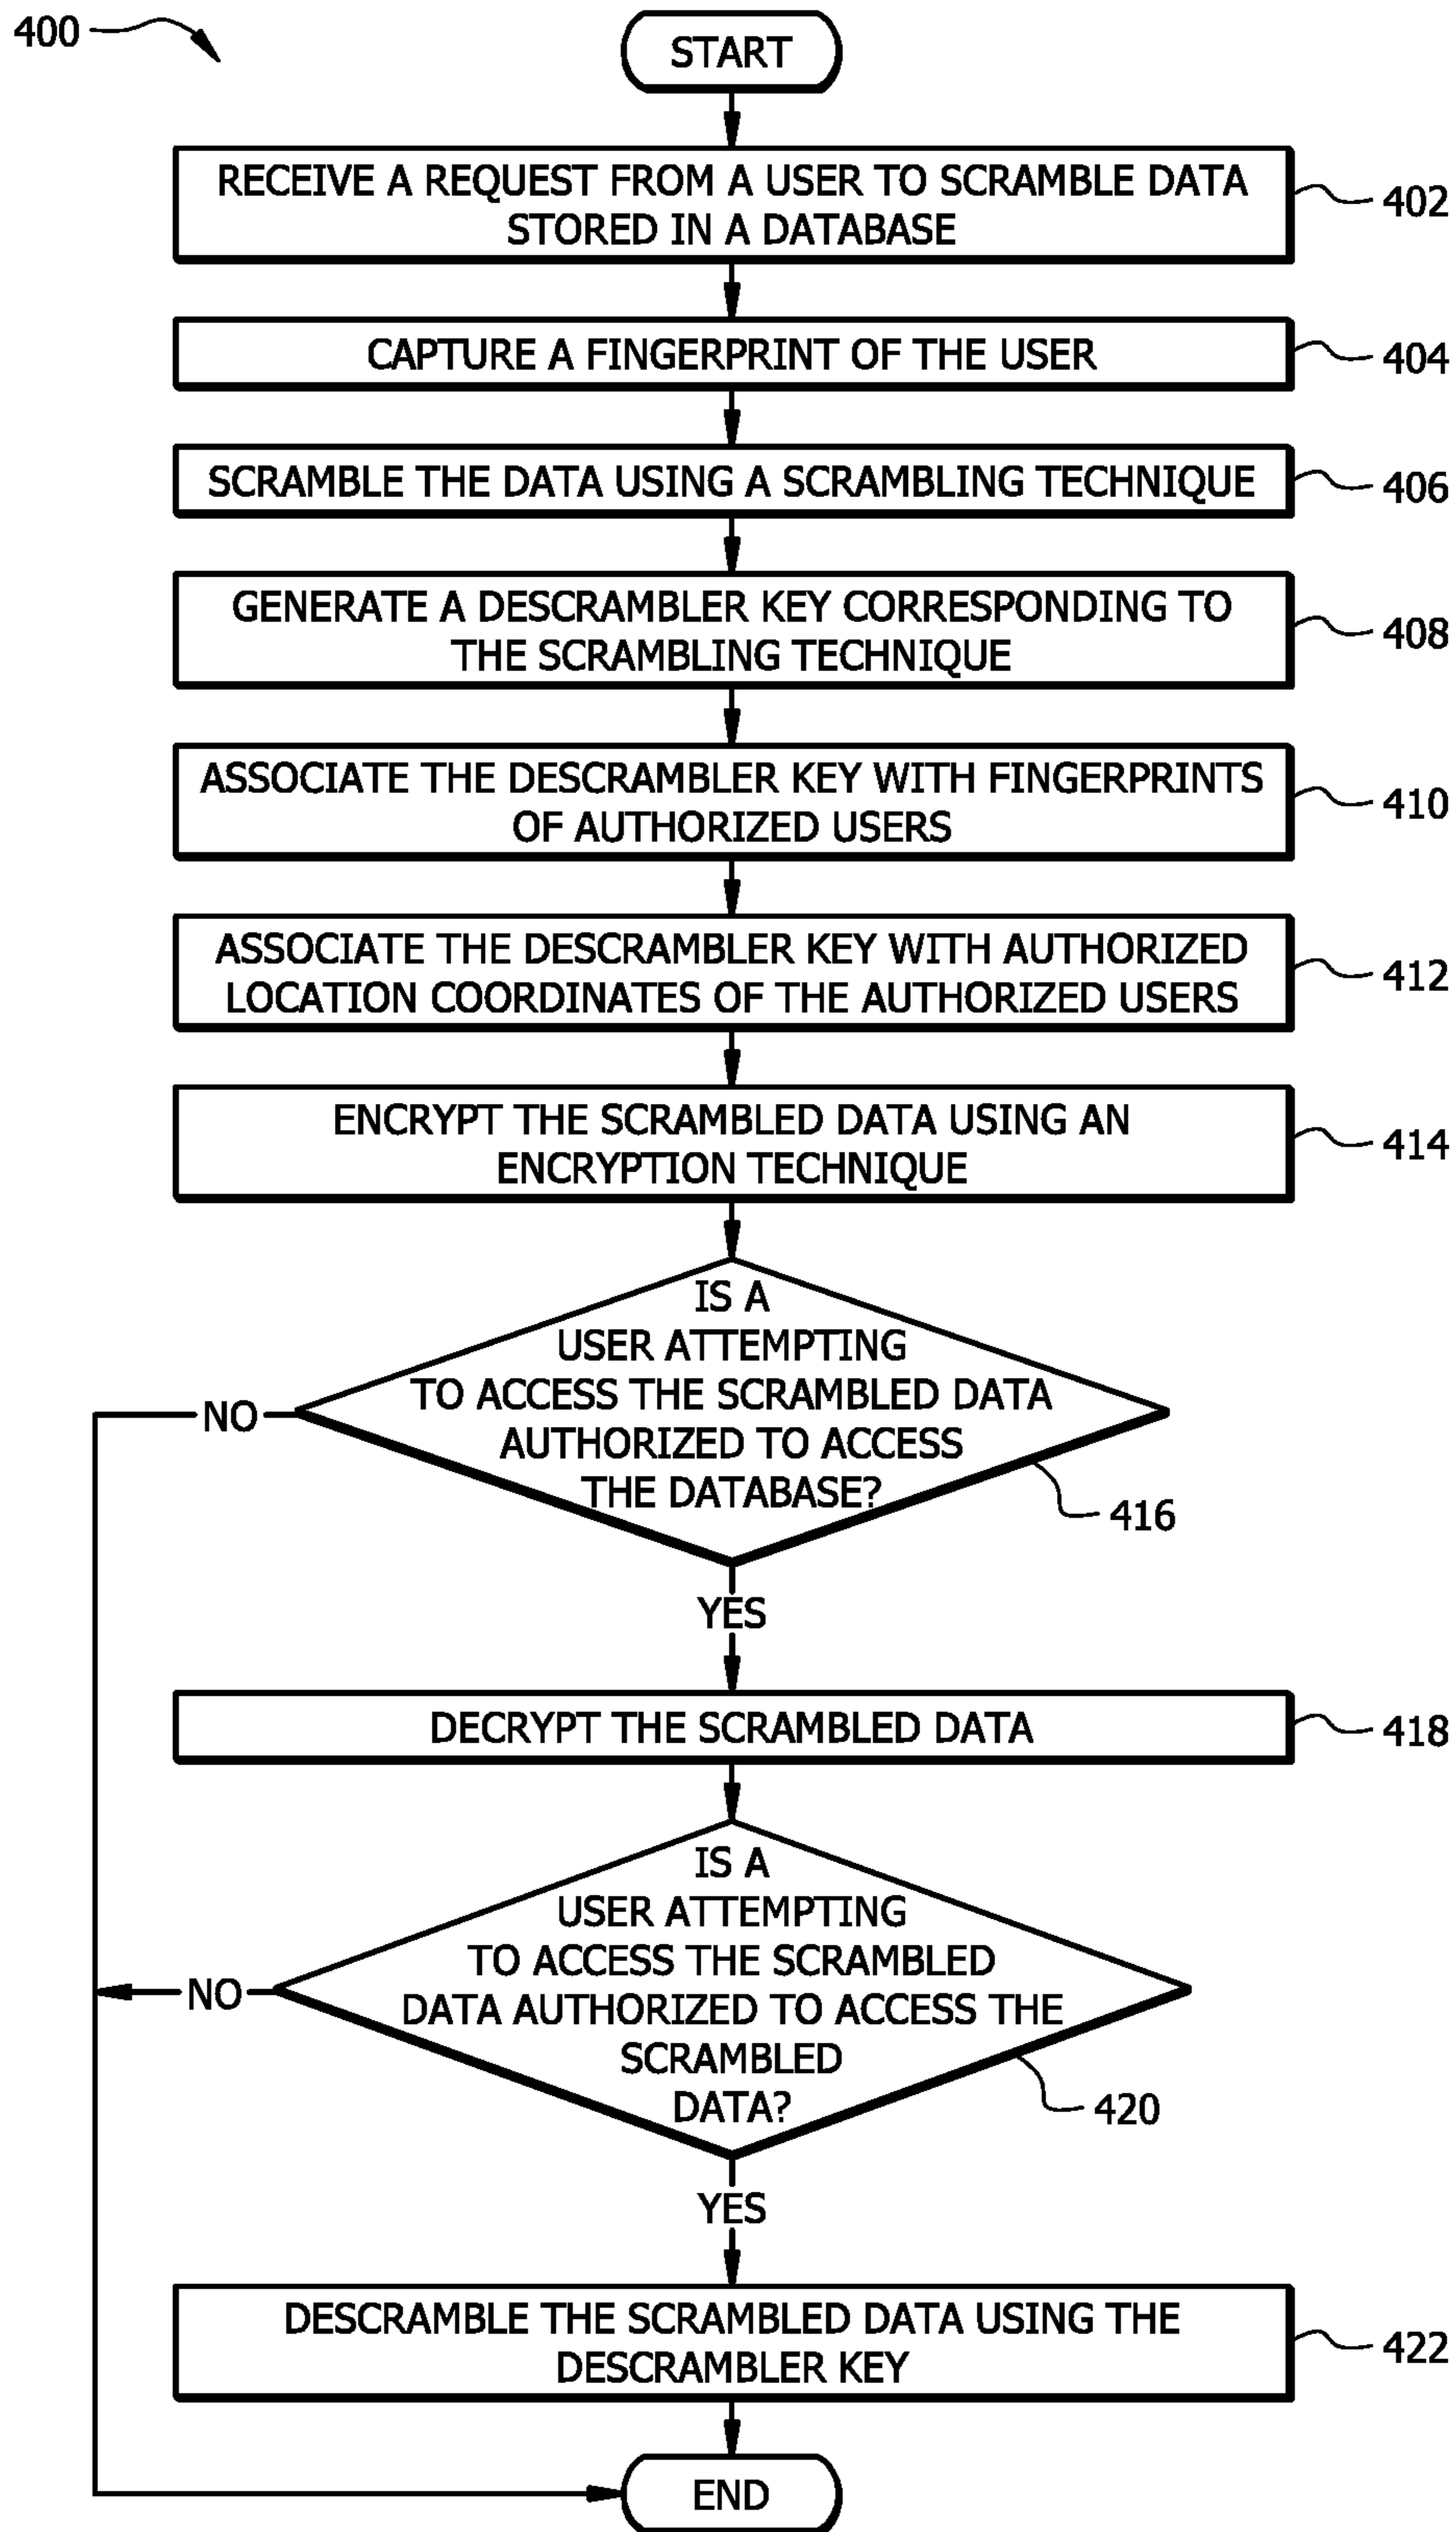 400
START
RECEIVE A REQUEST FROM A USER TO SCRAMBLE DATA
STORED IN A DATABASE
402
CAPTURE A FINGERPRINT OF THE USER
404
SCRAMBLE THE DATA USING A SCRAMBLING TECHNIQUE
406
GENERATE A DESCRAMBLER KEY CORRESPONDING TO
THE SCRAMBLING TECHNIQUE
408
ASSOCIATE THE DESCRAMBLER KEY WITH FINGERPRINTS
OF AUTHORIZED USERS
410
ASSOCIATE THE DESCRAMBLER KEY WITH AUTHORIZED
LOCATION COORDINATES OF THE AUTHORIZED USERS
412
ENCRYPT THE SCRAMBLED DATA USING AN
ENCRYPTION TECHNIQUE
414
IS A
USER ATTEMPTING
TO ACCESS THE SCRAMBLED DATA
AUTHORIZED TO ACCESS
THE DATABASE?
NO
416
YES
DECRYPT THE SCRAMBLED DATA
418
IS A
USER ATTEMPTING
TO ACCESS THE SCRAMBLED
DATA AUTHORIZED TO ACCESS THE
SCRAMBLED
DATA?
NO
420
YES
DESCRAMBLE THE SCRAMBLED DATA USING THE
DESCRAMBLER KEY
422
END